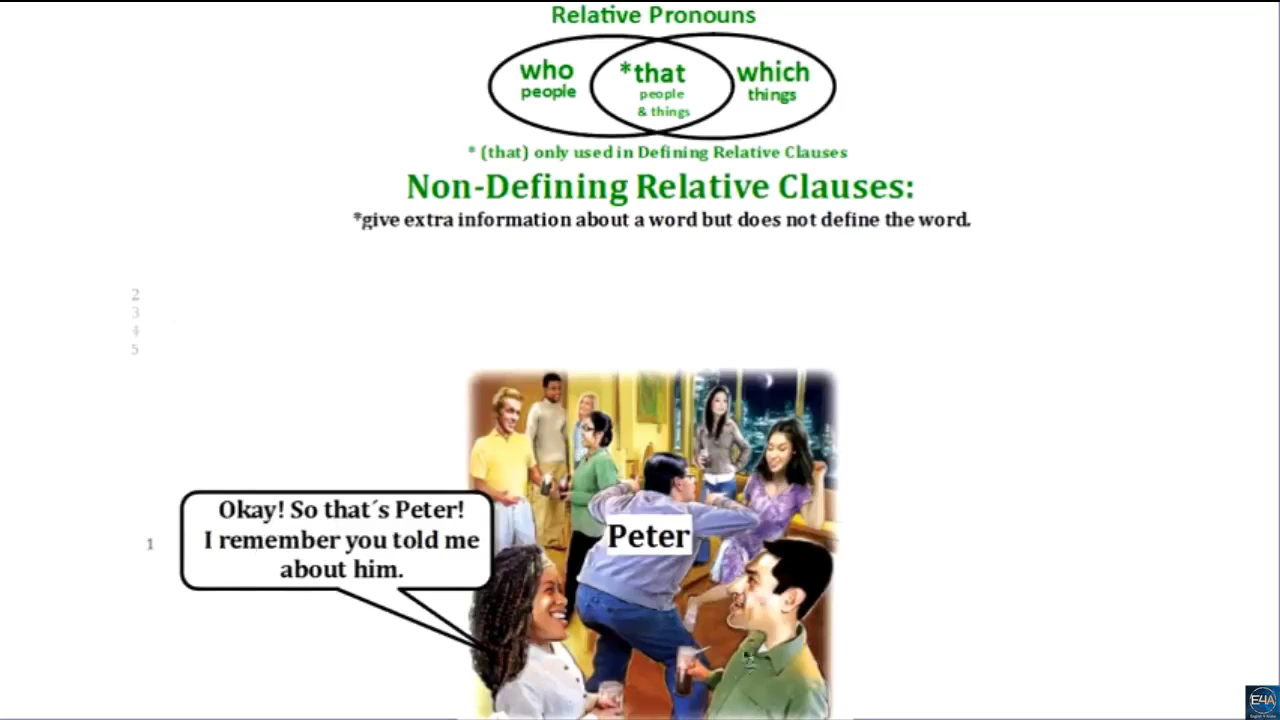 Relative Pronouns
who
people
*that
people
& things
which
things
* (that) only used in Defining Relative Clauses
Non-Defining Relative Clauses:
*give extra information about a word but does not define the word.
2
3
4
5
1
Okay! So that´s Peter!
I remember you told me
about him.
Peter
E4A